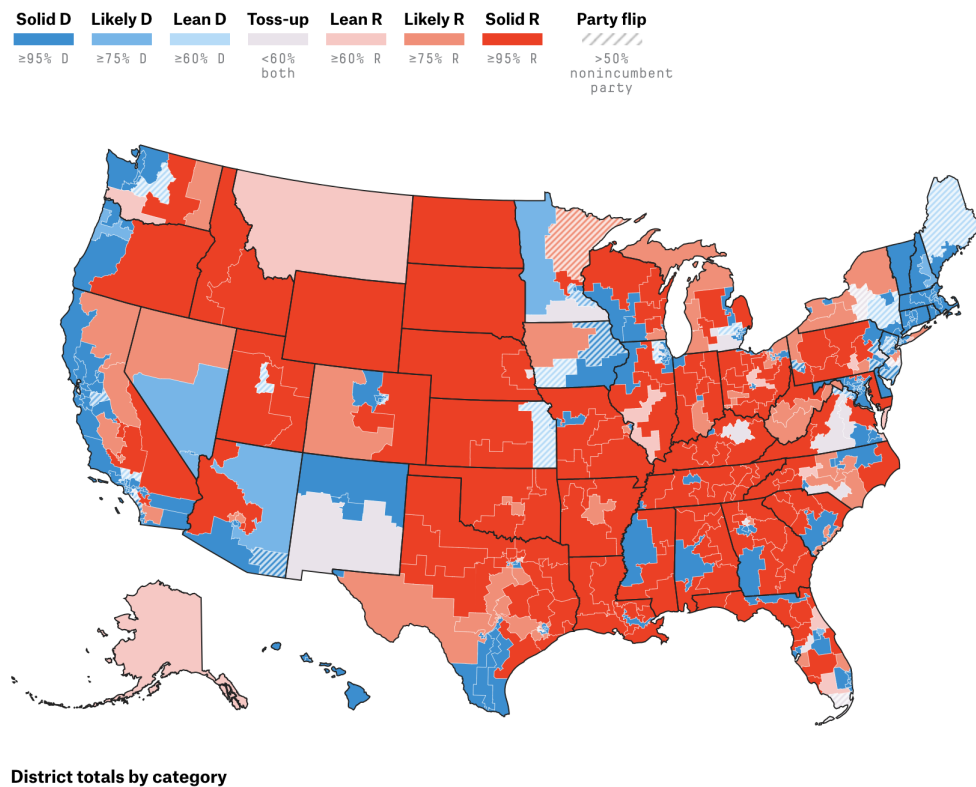 Solid D Likely D Lean D Toss-up Lean R Likely R Solid R Party flip
≥95% D ≥75% D ≥60% D <60% ≥60% R ≥75% R ≥95% R >50%
both nonincumbent
party
District totals by category